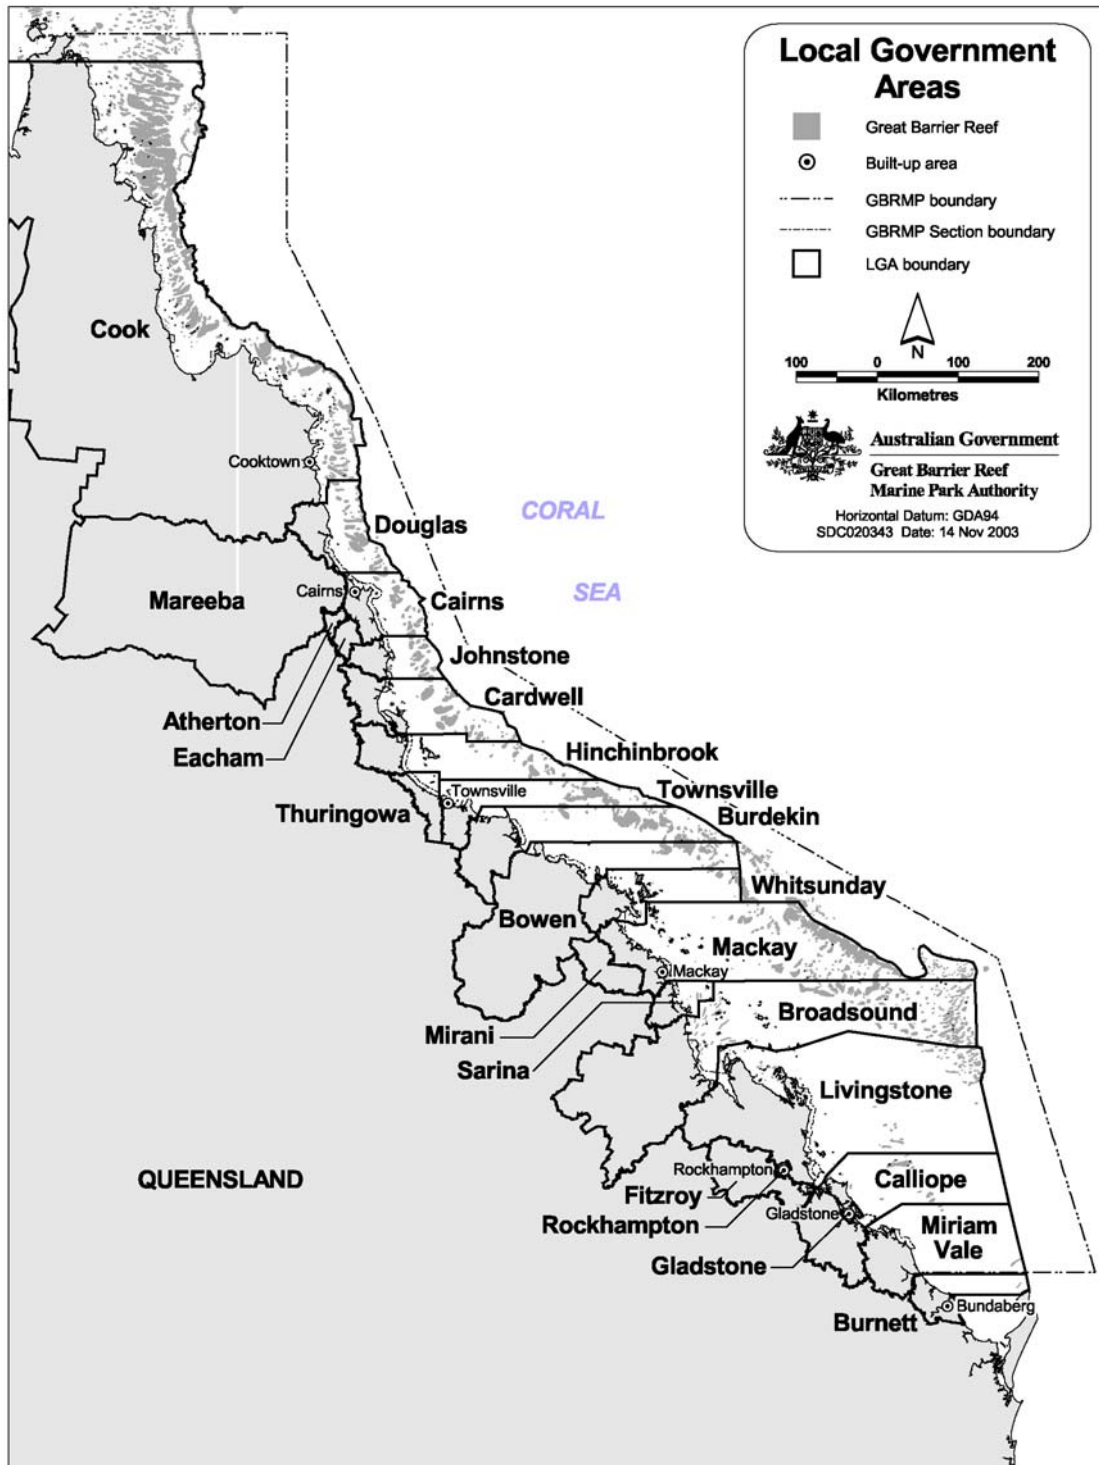 Local Government
Areas
Great Barrier Reef
Built-up area
GBRMP boundary
GBRMP Section boundary
LGA boundary
N
100 0 100 200
Kilometres
Australian Government
Great Barrier Reef
Marine Park Authority
Horizontal Datum: GDA94
SDC020343 Date: 14 Nov 2003
Cook
Cooktown
CORAL
SEA
Douglas
Mareeba
Cairns
Cairns
Johnstone
Cardwell
Atherton
Eacham
Hinchinbrook
Townsville
Townsville
Thuringowa
Burdekin
Whitsunday
Bowen
Mackay
Mackay
Mirani
Sarina
Broadsound
Livingstone
QUEENSLAND
Rockhampton
Fitzroy
Rockhampton
Calliope
Gladstone
Gladstone
Miriam
Vale
Burnett
Bundaberg